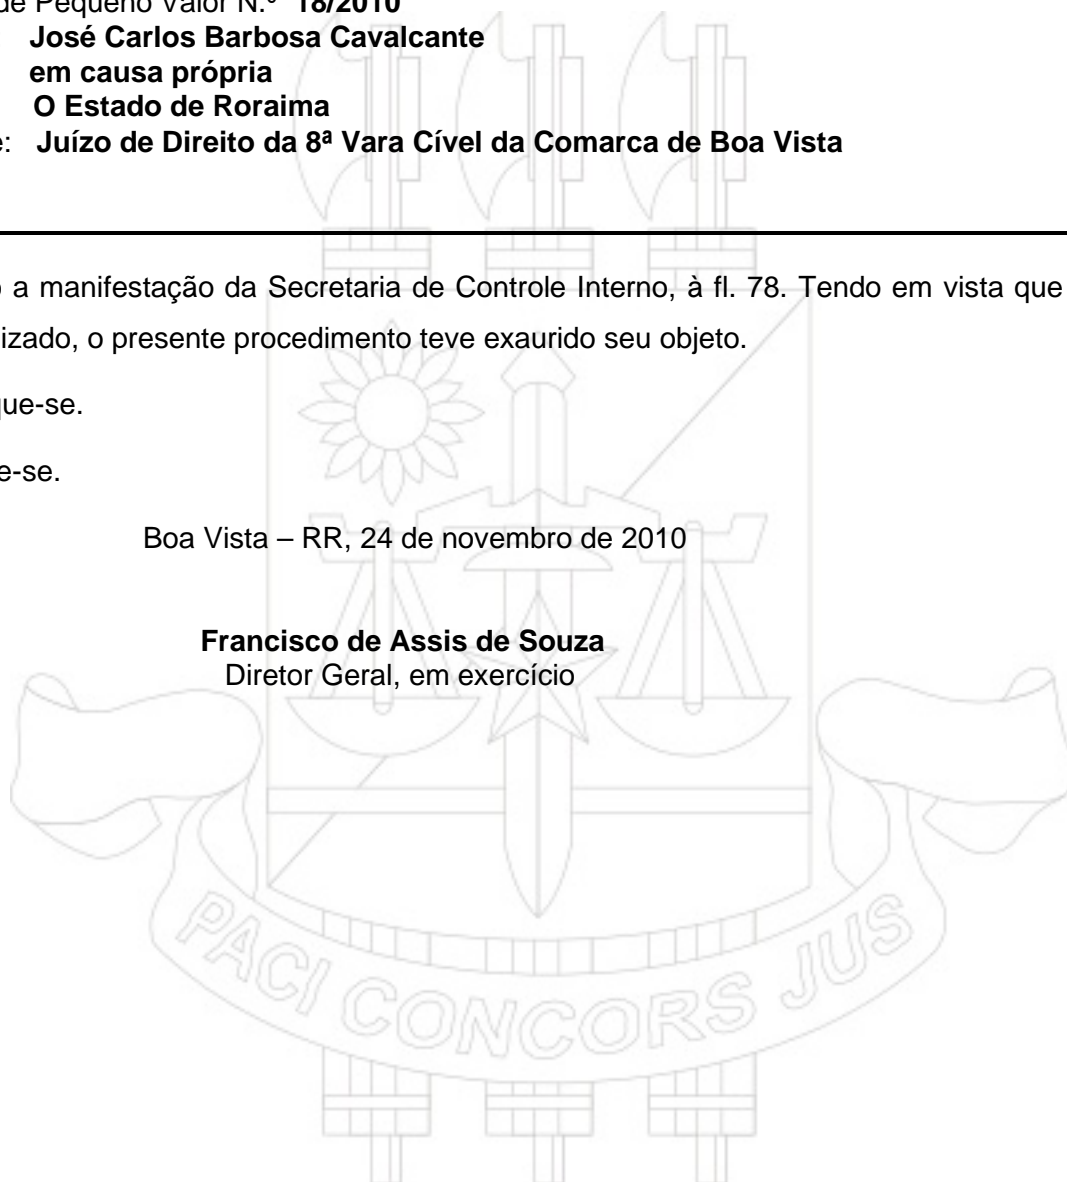 de Pequeno Valor N.º 18/2010
José Carlos Barbosa Cavalcante
em causa própria
O Estado de Roraima
e: Juízo de Direito da 8ª Vara Cível da Comarca de Boa Vista
o a manifestação da Secretaria de Controle Interno, à fl. 78. Tendo em vista que
izado, o presente procedimento teve exaurido seu objeto.
que-se.
e-se.
Boa Vista – RR, 24 de novembro de 2010
Francisco de Assis de Souza
Diretor Geral, em exercício
PACI CONCORS JUS